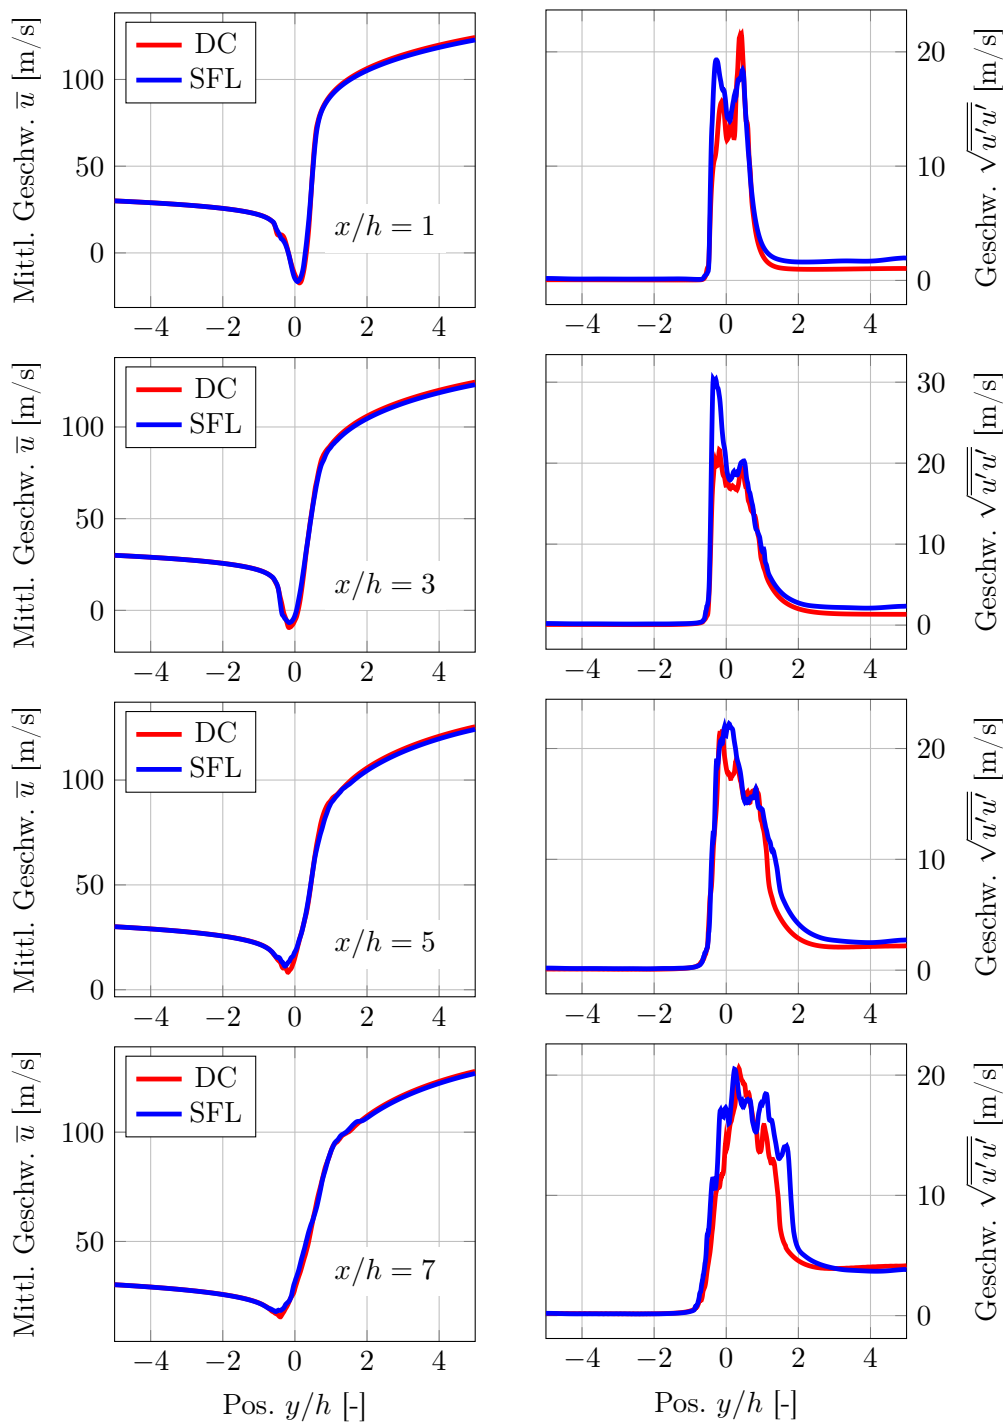 Mittl. Geschw. u̅ [m/s]
100
50
0
DC
SFL
x/h = 1
−4 −2 0 2 4
20
10
0
Geschw. √u′u′ [m/s]
−4 −2 0 2 4
Mittl. Geschw. u̅ [m/s]
100
50
0
DC
SFL
x/h = 3
−4 −2 0 2 4
30
20
10
0
Geschw. √u′u′ [m/s]
−4 −2 0 2 4
Mittl. Geschw. u̅ [m/s]
100
50
0
DC
SFL
x/h = 5
−4 −2 0 2 4
20
10
0
Geschw. √u′u′ [m/s]
−4 −2 0 2 4
Mittl. Geschw. u̅ [m/s]
100
50
DC
SFL
x/h = 7
−4 −2 0 2 4
Pos. y/h [-]
20
10
0
Geschw. √u′u′ [m/s]
−4 −2 0 2 4
Pos. y/h [-]